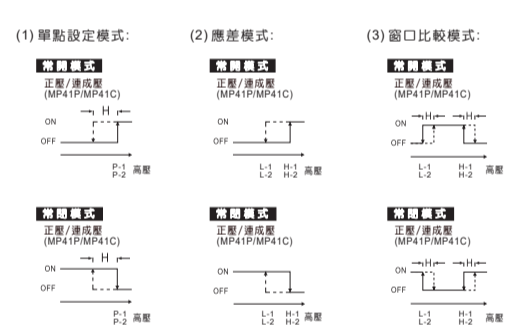 (1) 單點設定模式:
(2) 應差模式:
(3) 窗口比較模式:
常開模式
正壓/連成壓
(MP41P/MP41C)
H
ON
OFF
P-1
P-2
高壓
常開模式
正壓/連成壓
(MP41P/MP41C)
ON
OFF
L-1
L-2
H-1
H-2
高壓
常開模式
正壓/連成壓
(MP41P/MP41C)
H
H
ON
OFF
L-1
L-2
H-1
H-2
高壓
常閉模式
正壓/連成壓
(MP41P/MP41C)
H
ON
OFF
P-1
P-2
高壓
常閉模式
正壓/連成壓
(MP41P/MP41C)
ON
OFF
L-1
L-2
H-1
H-2
高壓
常閉模式
正壓/連成壓
(MP41P/MP41C)
H
H
ON
OFF
L-1
L-2
H-1
H-2
高壓